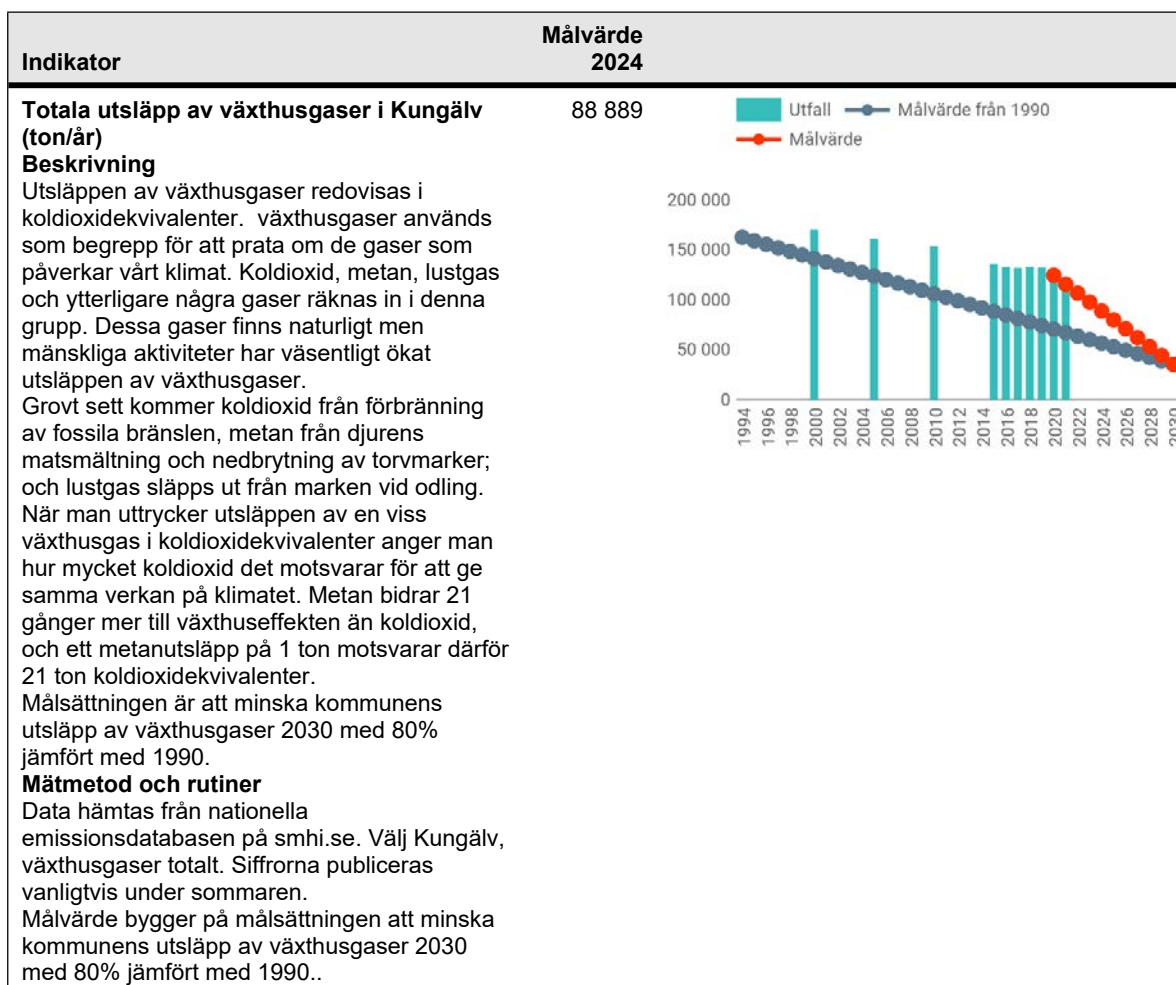 Indikator
Målvärde
2024
Totala utsläpp av växthusgaser i Kungälv
(ton/år)
88 889
Beskrivning
Utsläppen av växthusgaser redovisas i
koldioxidekvivalenter.  växthusgaser används
som begrepp för att prata om de gaser som
påverkar vårt klimat. Koldioxid, metan, lustgas
och ytterligare några gaser räknas in i denna
grupp. Dessa gaser finns naturligt men
mänskliga aktiviteter har väsentligt ökat
utsläppen av växthusgaser.
Grovt sett kommer koldioxid från förbränning
av fossila bränslen, metan från djurens
matsmältning och nedbrytning av torvmarker;
och lustgas släpps ut från marken vid odling.
När man uttrycker utsläppen av en viss
växthusgas i koldioxidekvivalenter anger man
hur mycket koldioxid det motsvarar för att ge
samma verkan på klimatet. Metan bidrar 21
gånger mer till växthuseffekten än koldioxid,
och ett metanutsläpp på 1 ton motsvarar därför
21 ton koldioxidekvivalenter.
Målsättningen är att minska kommunens
utsläpp av växthusgaser 2030 med 80%
jämfört med 1990.
Mätmetod och rutiner
Data hämtas från nationella
emissionsdatabasen på smhi.se. Välj Kungälv,
växthusgaser totalt. Siffrorna publiceras
vanligtvis under sommaren.
Målvärde bygger på målsättningen att minska
kommunens utsläpp av växthusgaser 2030
med 80% jämfört med 1990..
Utfall Målvärde från 1990
Målvärde
200 000
150 000
100 000
50 000
0
1994 1996 1998 2000 2002 2004 2006 2008 2010 2012 2014 2016 2018 2020 2022 2024 2026 2028 2030